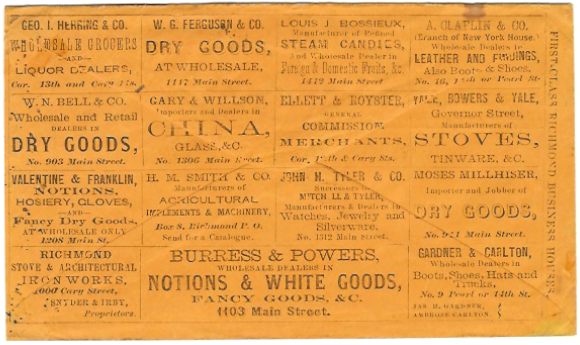 GEO. I. HERRING & CO.
WHOLESALE GROCERS
—AND—
LIQUOR DEALERS,
Cor. 13th and Cary Sts.
W. G. FERGUSON & CO.
DRY GOODS,
AT WHOLESALE,
1417 Main Street.
LOUIS J. BOSSIEUX,
Manufacturer of Refined
STEAM CANDIES,
And Wholesale Dealer in
Foreign & Domestic Fruits, &c.
1412 Main Street.
A. CLAFLIN & CO.
(Branch of New York House)
Wholesale Dealers in
LEATHER AND FINDINGS,
Also Boots & Shoes,
or Pearl St.
W. N. BELL & CO.
Wholesale and Retail
DEALERS IN
DRY GOODS,
No. 903 Main Street.
GARY & WILLSON,
Importers and Dealers in
CHINA,
GLASS, &C.
No. 1306 Main Street.
ELLETT & ROYSTER,
GENERAL
COMMISSION
MERCHANTS,
& Cary Sts.
YALE, BOWERS & YALE,
Governor Street,
Manufacturers of
STOVES,
TINWARE, &C.
VALENTINE & FRANKLIN,
NOTIONS,
HOSIERY, GLOVES,
—AND—
Fancy Dry Goods,
AT WHOLESALE ONLY
1208 Main St.
H. M. SMITH & CO.
Manufacturers of
AGRICULTURAL
IMPLEMENTS & MACHINERY,
Box 8, Richmond P. O.
Send for a Catalogue.
JOHN H. TYLER & CO.
Successors to
MITCHELL & TYLER,
Manufacturers & Dealers in
Watches, Jewelry and
Silverware.
No. 1312 Main Street.
MOSES MILLHISER,
Importer and Jobber of
DRY GOODS,
No. 921 Main Street.
RICHMOND
STOVE & ARCHITECTURAL
IRON WORKS,
1000 Cary Street,
SNYDER & IRBY,
Proprietors.
BURRESS & POWERS,
WHOLESALE DEALERS IN
NOTIONS & WHITE GOODS,
FANCY GOODS, &C.
1103 Main Street.
GARDNER & CARLTON,
Wholesale Dealers in
Boots, Shoes, Hats and
Trunks,
No. 9 Pearl or 14th St.
JAS. H. GARDNER,
AMBROSE CARLTON.
FIRST-CLASS RICHMOND BUSINESS HOUSES.